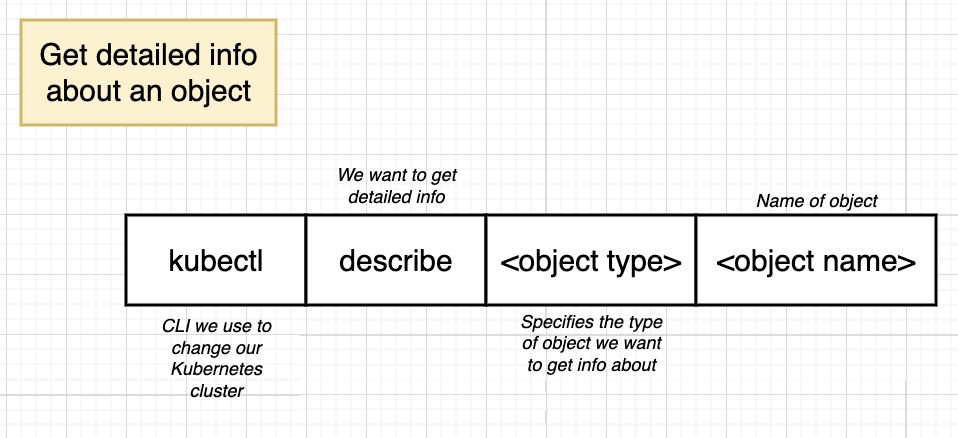 Get detailed info
about an object
We want to get
detailed info
Name of object
kubectl
describe
<object type>
<object name>
CLI we use to
change our
Kubernetes
cluster
Specifies the type
of object we want
to get info about